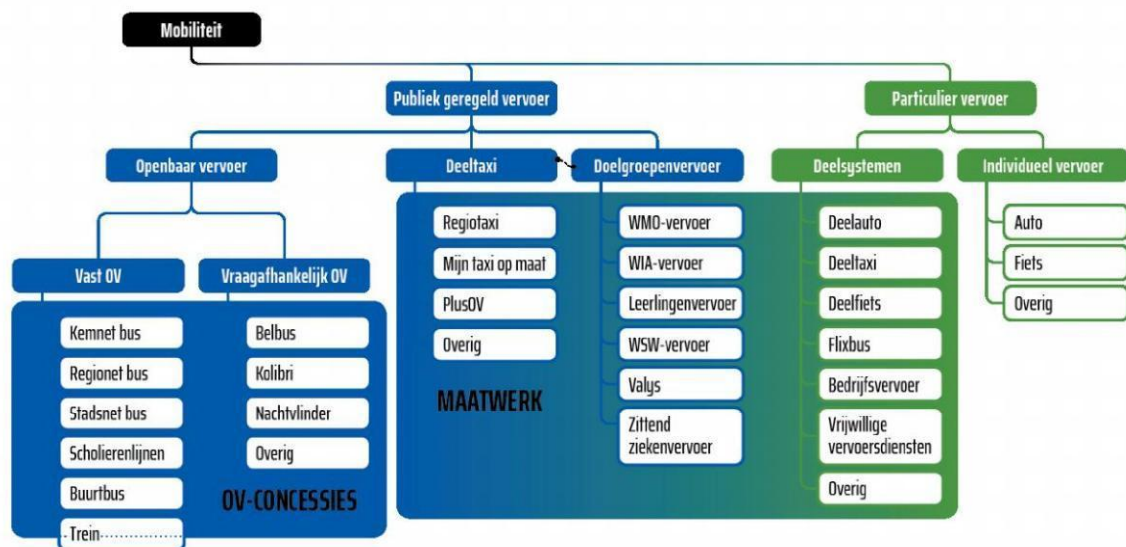 Mobiliteit
Publiek geregeld vervoer
Particulier vervoer
Openbaar vervoer
Deeltaxi
Doelgroepenvervoer
Deelsystemen
Individueel vervoer
Vast OV
Vraagafhankelijk OV
Kemnet bus
Regionet bus
Stadsnet bus
Scholierenlijnen
Buurtbus
Trein
Belbus
Kolibri
Nachtvlinder
Overig
OV-CONCESSIES
Regiotaxi
Mijn taxi op maat
PlusOV
Overig
MAATWERK
WMO-vervoer
WIA-vervoer
Leerlingenvervoer
WSW-vervoer
Valys
Zittend
ziekenvervoer
Deelauto
Deeltaxi
Deelfiets
Flixbus
Bedrijfsvervoer
Vrijwillige
vervoersdiensten
Overig
Auto
Fiets
Overig